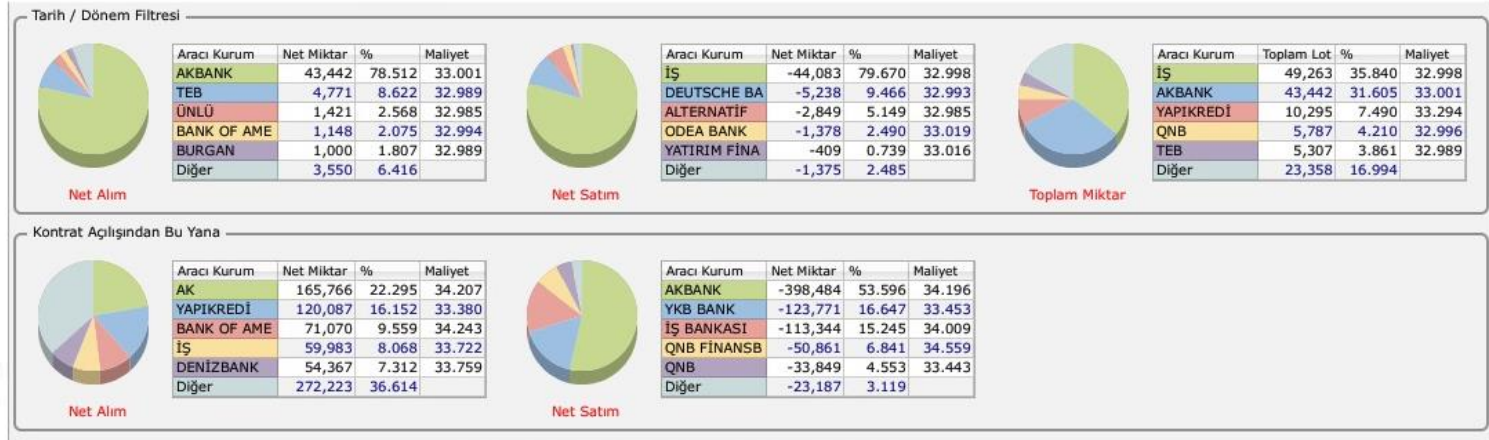 Tarih / Dönem Filtresi
Aracı Kurum Net Miktar % Maliyet
AKBANK 43,442 78.512 33.001
TEB 4,771 8.622 32.989
ÜNLÜ 1,421 2.568 32.985
BANK OF AME 1,148 2.075 32.994
BURGAN 1,000 1.807 32.989
Diğer 3,550 6.416
Net Alım
Aracı Kurum Net Miktar % Maliyet
İŞ -44,083 79.670 32.998
DEUTSCHE BA -5,238 9.466 32.993
ALTERNATİF -2,849 5.149 32.985
ODEA BANK -1,378 2.490 33.019
YATIRIM FİNA -409 0.739 33.016
Diğer -1,375 2.485
Net Satım
Aracı Kurum Toplam Lot % Maliyet
İŞ 49,263 35.840 32.998
AKBANK 43,442 31.605 33.001
YAPIKREDİ 10,295 7.490 33.294
QNB 5,787 4.210 32.996
TEB 5,307 3.861 32.989
Diğer 23,358 16.994
Toplam Miktar
Kontrat Açılışından Bu Yana
Aracı Kurum Net Miktar % Maliyet
AK 165,766 22.295 34.207
YAPIKREDİ 120,087 16.152 33.380
BANK OF AME 71,070 9.559 34.243
İŞ 59,983 8.068 33.722
DENİZBANK 54,367 7.312 33.759
Diğer 272,223 36.614
Net Alım
Aracı Kurum Net Miktar % Maliyet
AKBANK -398,484 53.596 34.196
YKB BANK -123,771 16.647 33.453
İŞ BANKASI -113,344 15.245 34.009
QNB FİNANSB -50,861 6.841 34.559
QNB -33,849 4.553 33.443
Diğer -23,187 3.119
Net Satım